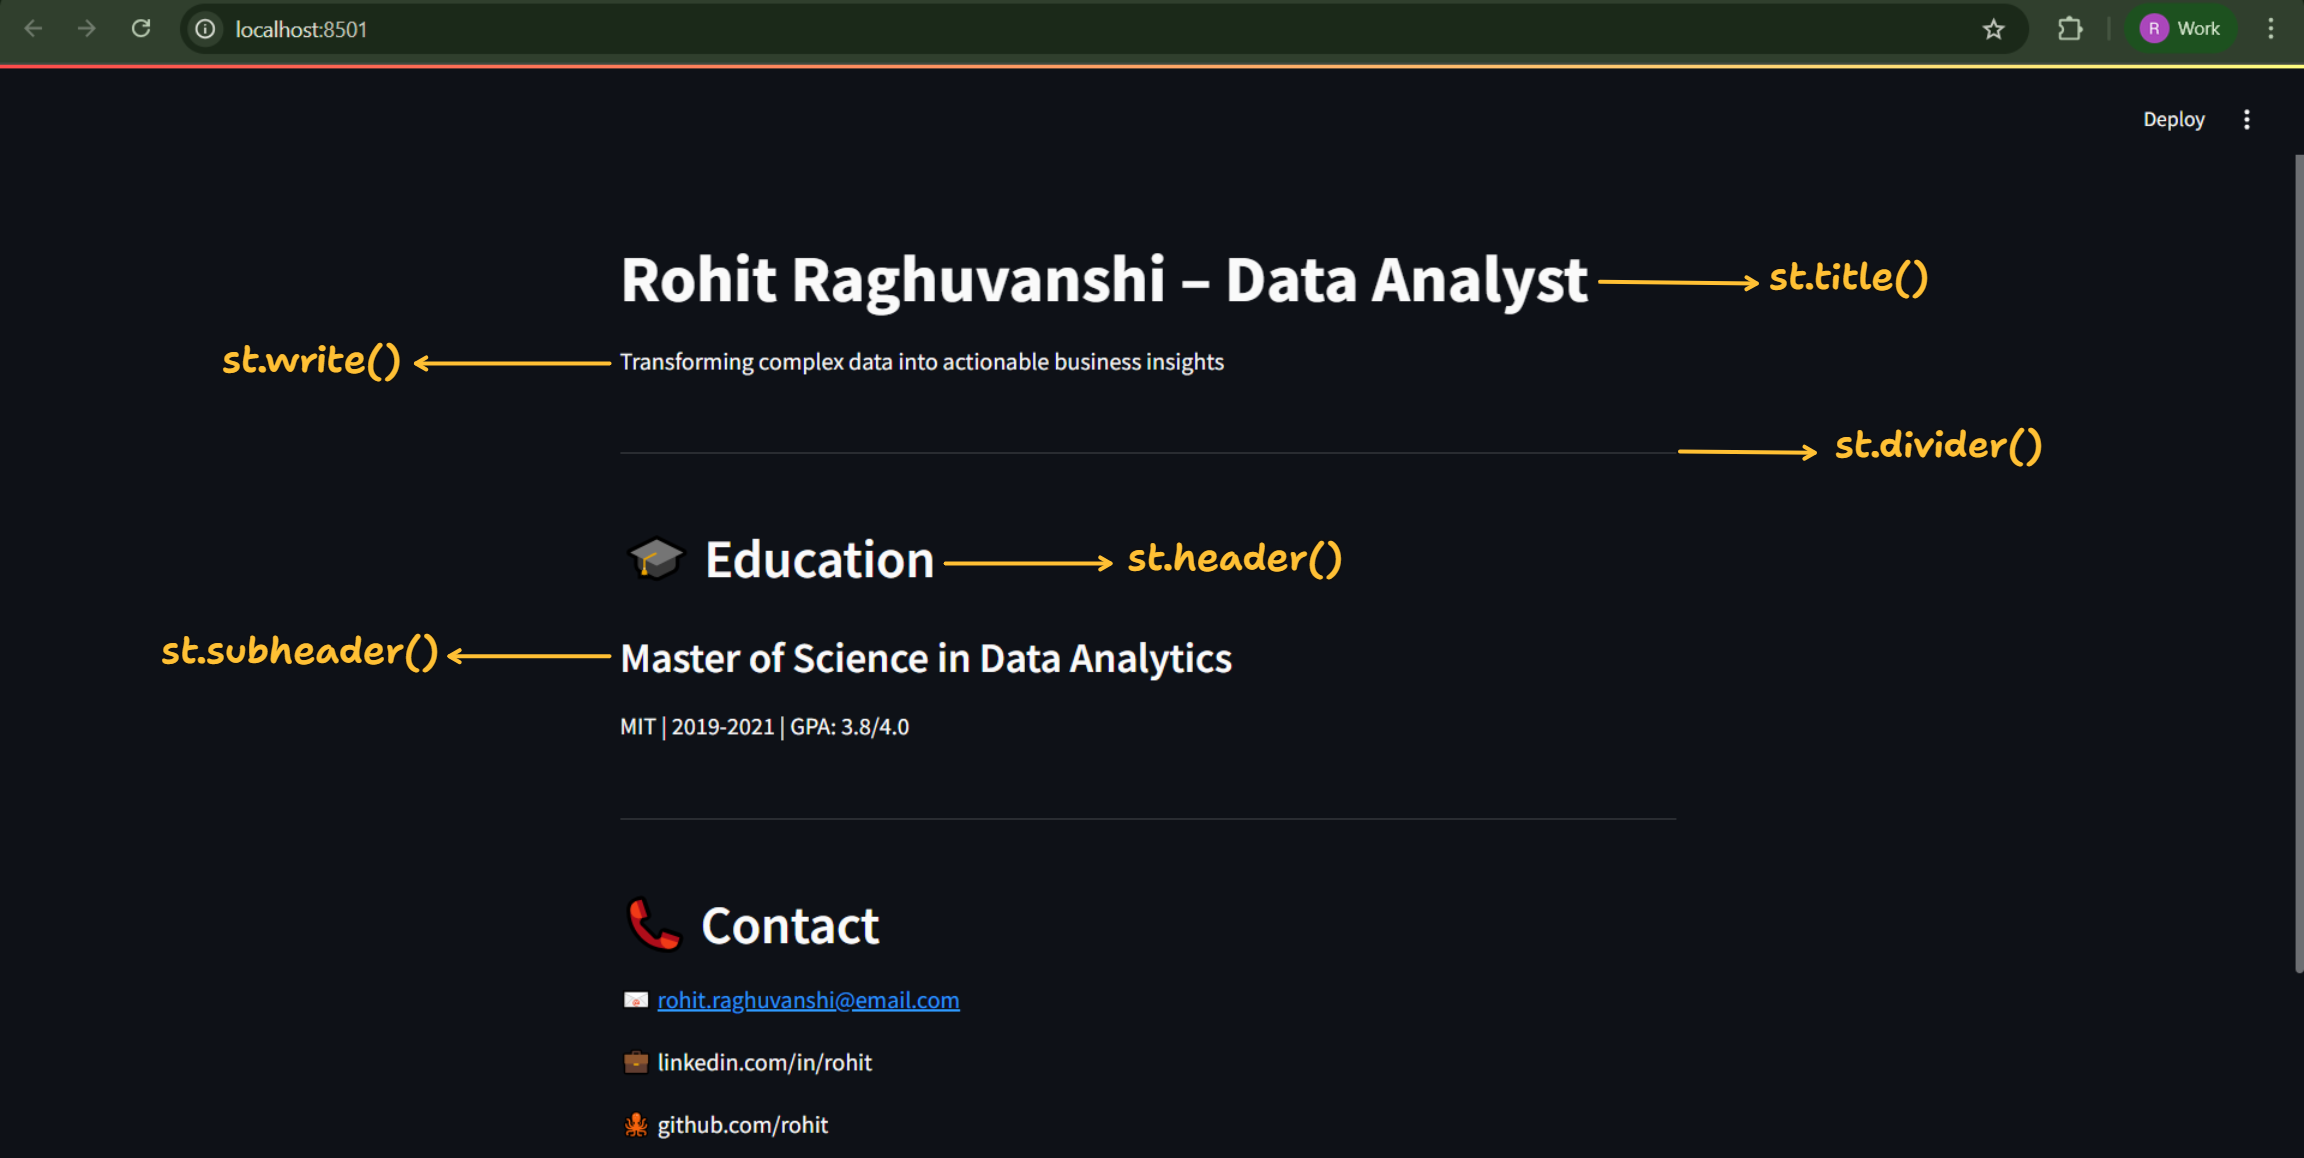 localhost:8501
R Work
Deploy
Rohit Raghuvanshi – Data Analyst st.title()
st.write() Transforming complex data into actionable business insights
st.divider()
🎓 Education st.header()
st.subheader() Master of Science in Data Analytics
MIT | 2019-2021 | GPA: 3.8/4.0
📞 Contact
📧 rohit.raghuvanshi@email.com
💼 linkedin.com/in/rohit
🐙 github.com/rohit